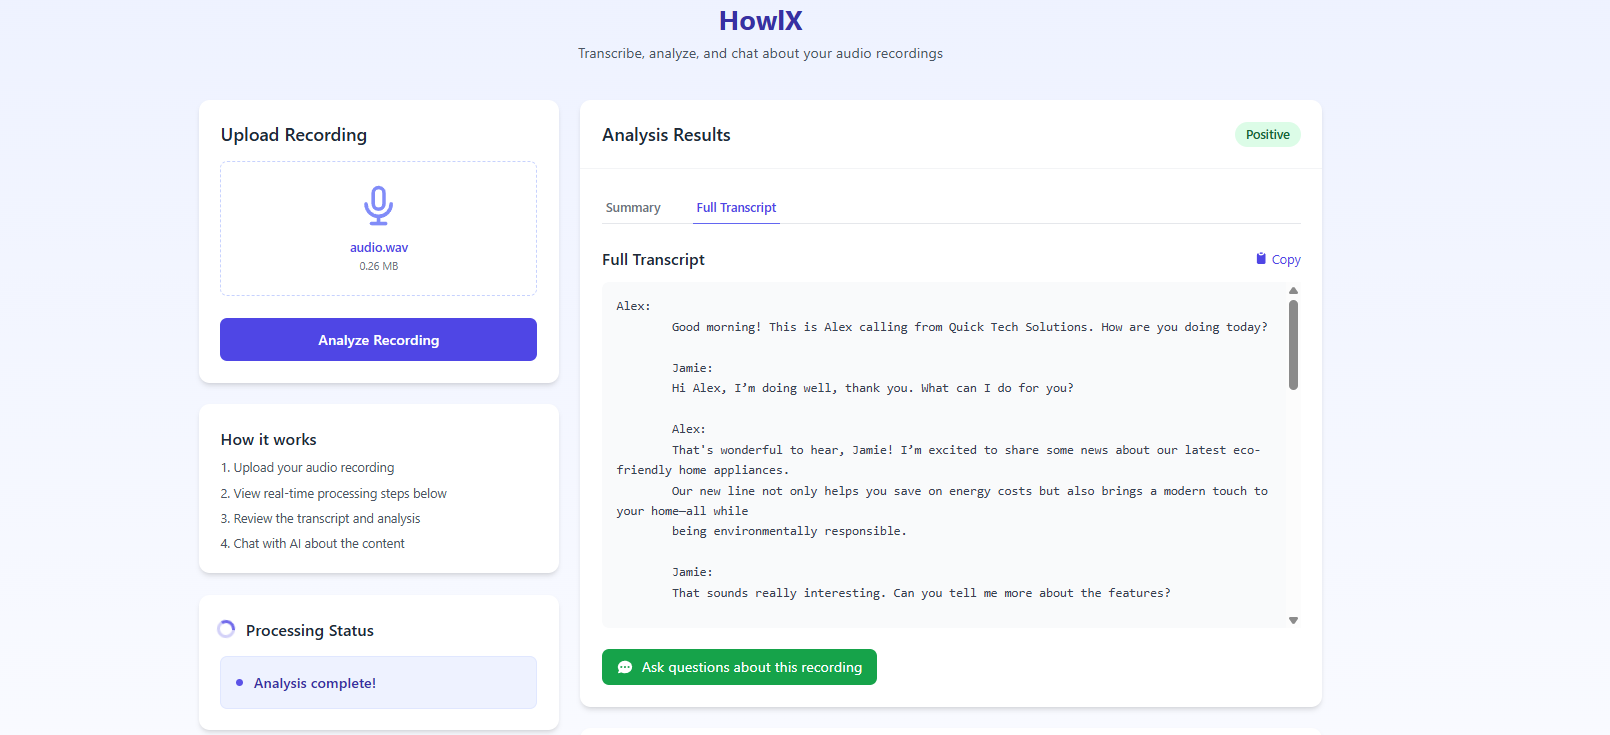 HowlX
Transcribe, analyze, and chat about your audio recordings
Upload Recording
audio.wav
0.26 MB
Analyze Recording
How it works
1. Upload your audio recording
2. View real-time processing steps below
3. Review the transcript and analysis
4. Chat with AI about the content
Processing Status
Analysis complete!
Analysis Results
Positive
Summary
Full Transcript
Full Transcript
Copy
Alex:
Good morning! This is Alex calling from Quick Tech Solutions. How are you doing today?
Jamie:
Hi Alex, I’m doing well, thank you. What can I do for you?
Alex:
That's wonderful to hear, Jamie! I’m excited to share some news about our latest eco-
friendly home appliances.
Our new line not only helps you save on energy costs but also brings a modern touch to
your home—all while
being environmentally responsible.
Jamie:
That sounds really interesting. Can you tell me more about the features?
Ask questions about this recording